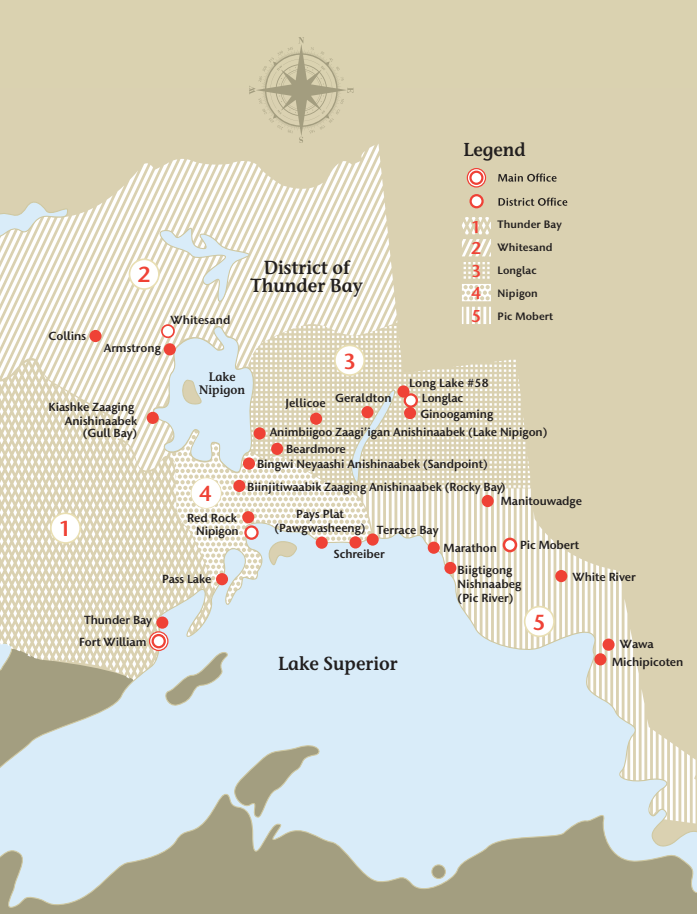 N
W
E
S
Legend
Main Office
District Office
1 Thunder Bay
2 Whitesand
3 Longlac
4 Nipigon
5 Pic Mobert
2
District of
Thunder Bay
Whitesand
Collins
Armstrong
3
Lake
Nipigon
Long Lake #58
Geraldton
Longlac
Jellicoe
Ginoogaming
Kiashke Zaaging
Anishinaabek
(Gull Bay)
Animbiigoo Zaagi'igan Anishinaabek (Lake Nipigon)
Beardmore
Bingwi Neyaashi Anishinaabek (Sandpoint)
Biinjitiwaabik Zaaging Anishinaabek (Rocky Bay)
4
Manitouwadge
1
Red Rock
Nipigon
Pays Plat
(Pawgwasheeng)
Terrace Bay
Schreiber
Marathon
Pic Mobert
Biigtigong
Nishnaabeg
(Pic River)
White River
Pass Lake
Thunder Bay
Fort William
5
Wawa
Michipicoten
Lake Superior